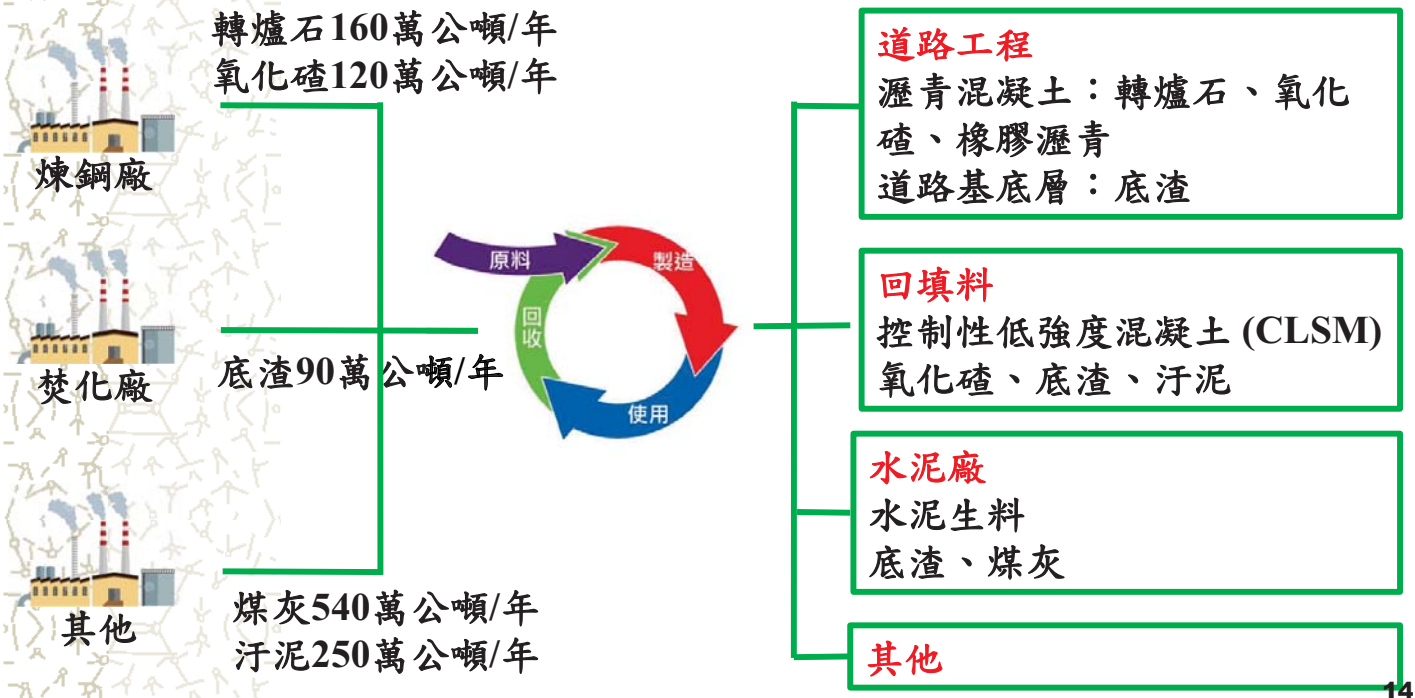 轉爐石160萬公噸/年
氧化碴120萬公噸/年
煉鋼廠
底渣90萬公噸/年
焚化廠
煤灰540萬公噸/年
汙泥250萬公噸/年
其他
原料
製造
回收
使用
道路工程
瀝青混凝土：轉爐石、氧化
碴、橡膠瀝青
道路基底層：底渣
回填料
控制性低強度混凝土 (CLSM)
氧化碴、底渣、汙泥
水泥廠
水泥生料
底渣、煤灰
其他
14